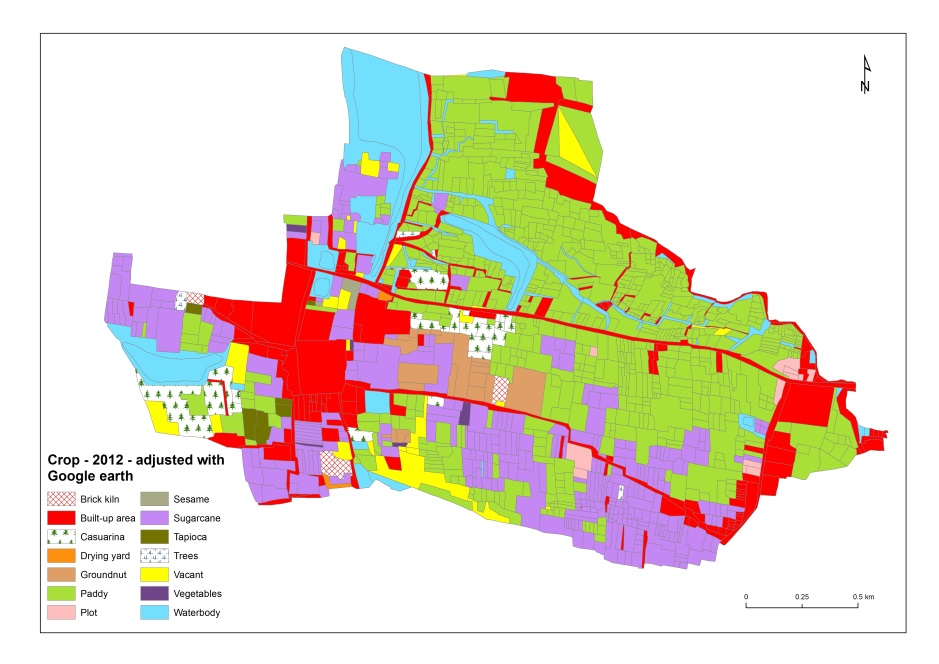 N
Crop - 2012 - adjusted with
Google earth
Brick kiln
Built-up area
Casuarina
Drying yard
Groundnut
Paddy
Plot
Sesame
Sugarcane
Tapioca
Trees
Vacant
Vegetables
Waterbody
0 0.25 0.5 km